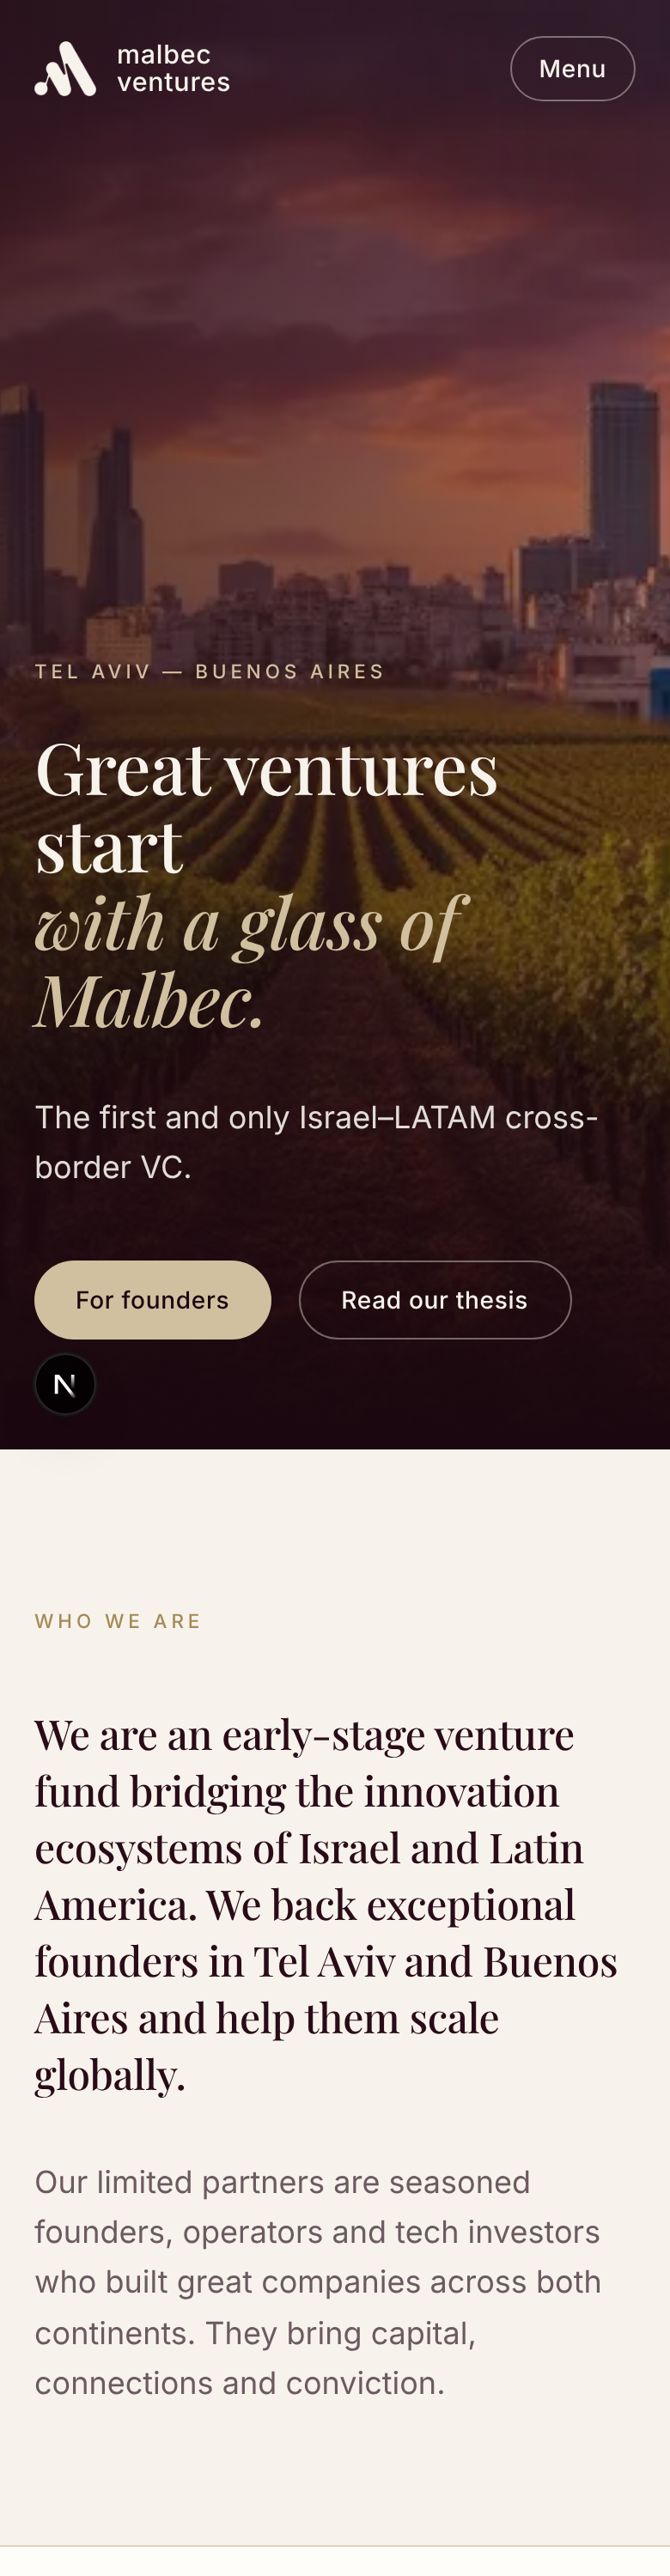 malbec
ventures
Menu
TEL AVIV — BUENOS AIRES
Great ventures
start
with a glass of
Malbec.
The first and only Israel–LATAM cross-
border VC.
For founders
Read our thesis
N
WHO WE ARE
We are an early-stage venture
fund bridging the innovation
ecosystems of Israel and Latin
America. We back exceptional
founders in Tel Aviv and Buenos
Aires and help them scale
globally.
Our limited partners are seasoned
founders, operators and tech investors
who built great companies across both
continents. They bring capital,
connections and conviction.